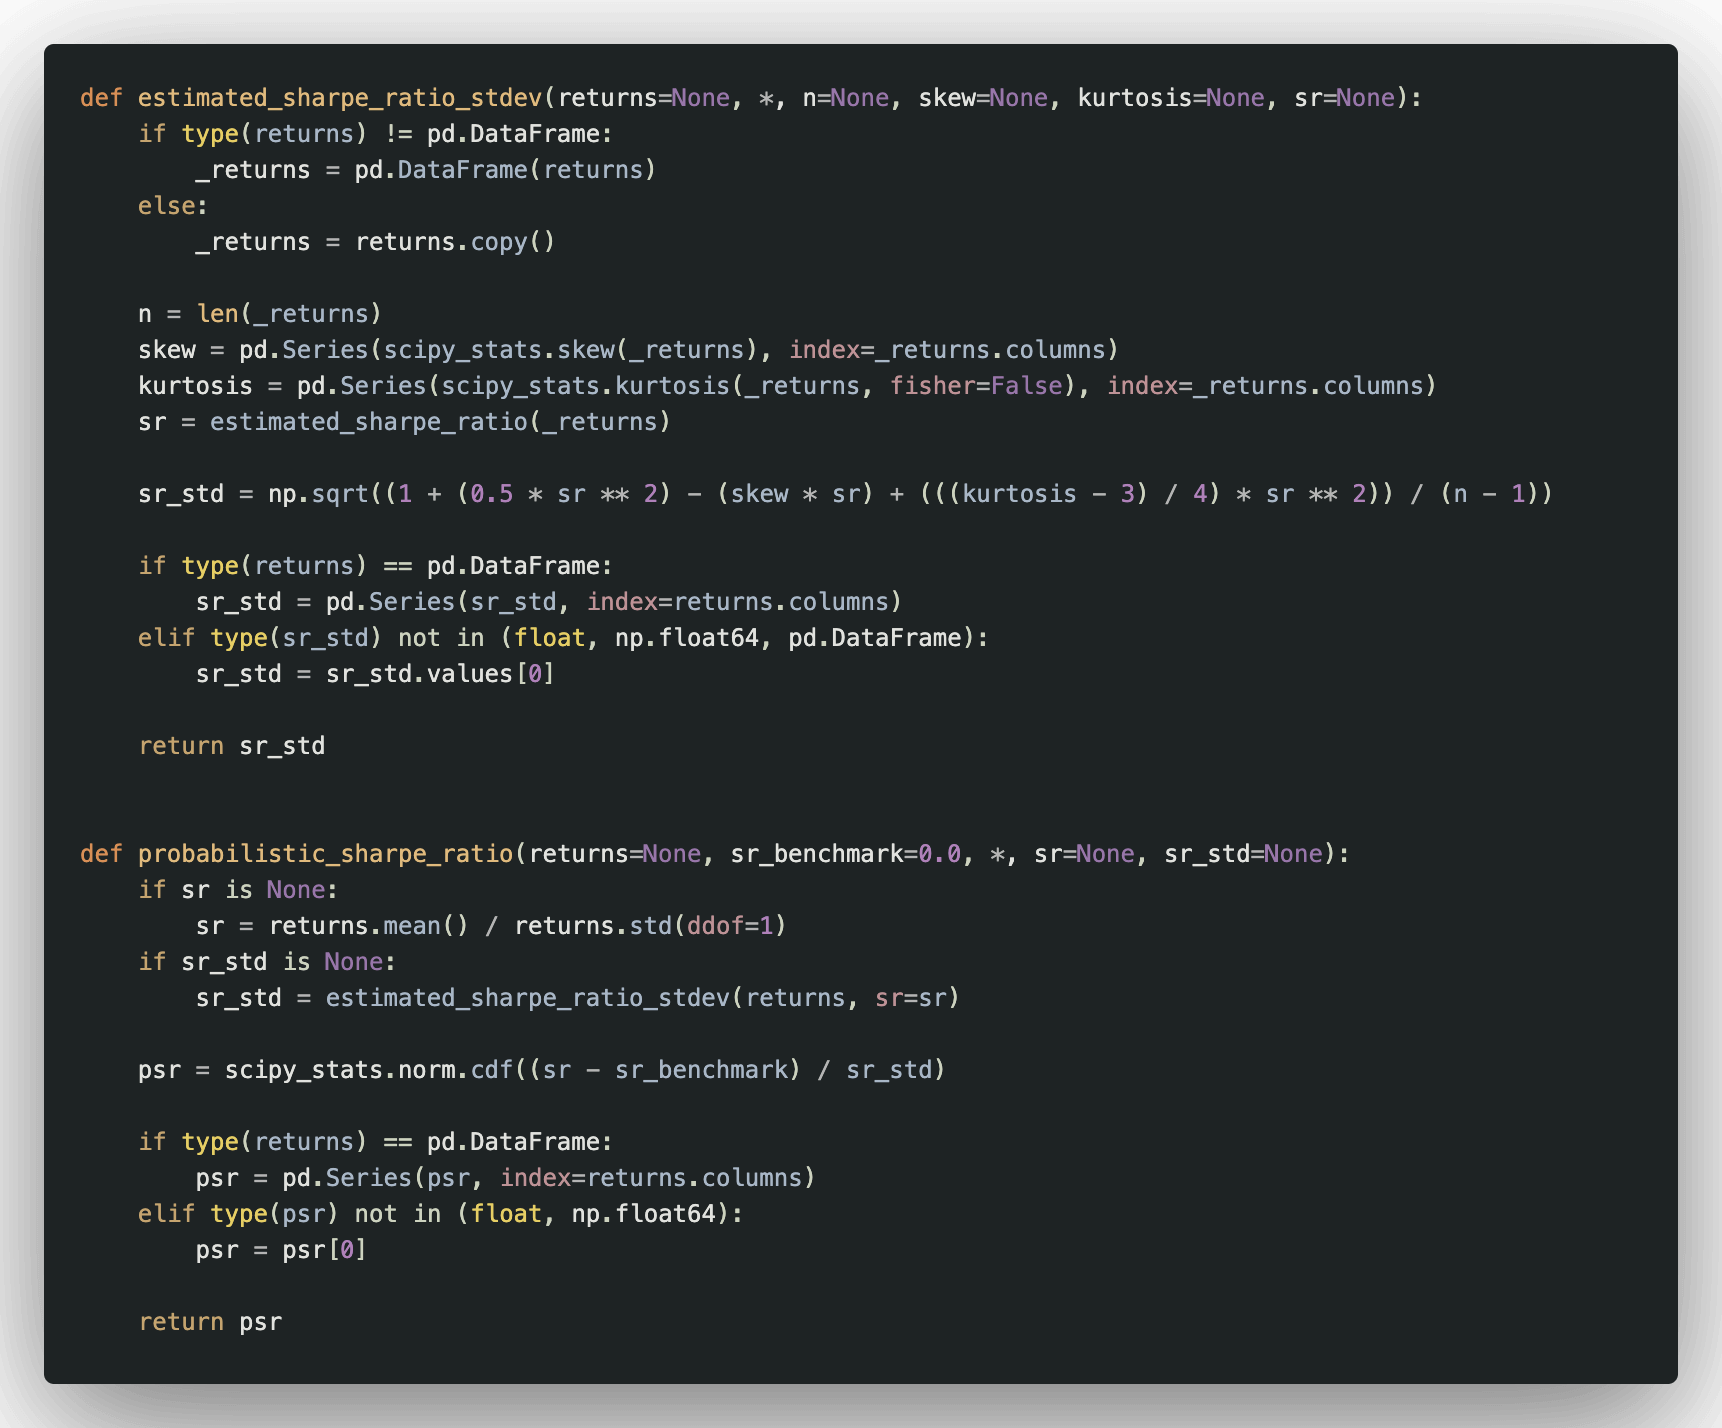 def estimated_sharpe_ratio_stdev(returns=None, *, n=None, skew=None, kurtosis=None, sr=None):
    if type(returns) != pd.DataFrame:
        _returns = pd.DataFrame(returns)
    else:
        _returns = returns.copy()

    n = len(_returns)
    skew = pd.Series(scipy_stats.skew(_returns), index=_returns.columns)
    kurtosis = pd.Series(scipy_stats.kurtosis(_returns, fisher=False), index=_returns.columns)
    sr = estimated_sharpe_ratio(_returns)

    sr_std = np.sqrt((1 + (0.5 * sr ** 2) - (skew * sr) + (((kurtosis - 3) / 4) * sr ** 2)) / (n - 1))

    if type(returns) == pd.DataFrame:
        sr_std = pd.Series(sr_std, index=returns.columns)
    elif type(sr_std) not in (float, np.float64, pd.DataFrame):
        sr_std = sr_std.values[0]

    return sr_std


def probabilistic_sharpe_ratio(returns=None, sr_benchmark=0.0, *, sr=None, sr_std=None):
    if sr is None:
        sr = returns.mean() / returns.std(ddof=1)
    if sr_std is None:
        sr_std = estimated_sharpe_ratio_stdev(returns, sr=sr)

    psr = scipy_stats.norm.cdf((sr - sr_benchmark) / sr_std)

    if type(returns) == pd.DataFrame:
        psr = pd.Series(psr, index=returns.columns)
    elif type(psr) not in (float, np.float64):
        psr = psr[0]

    return psr